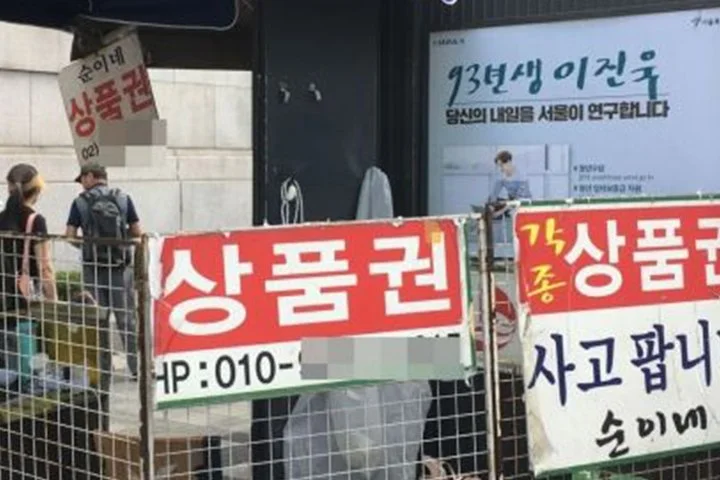 순이네
상품권
02)
93년생 이진욱
당신의 내일을 서울이 연구합니다
상품권
HP : 010-
각종
상품권
사고 팝니
순이네